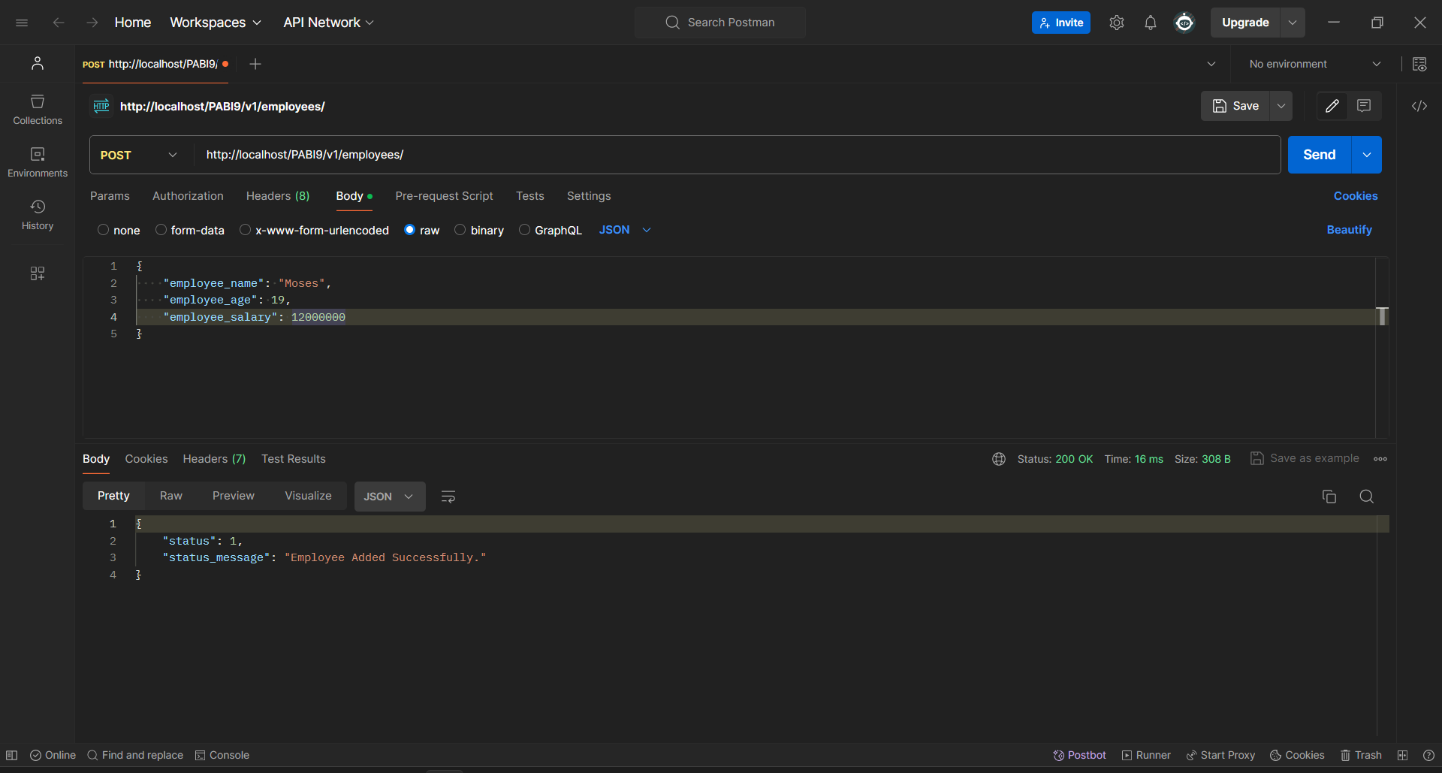 Home Workspaces API Network Search Postman Invite Upgrade
POST http://localhost/PABI9/ No environment
HTTP http://localhost/PABI9/v1/employees/ Save
Collections
POST http://localhost/PABI9/v1/employees/ Send
Environments
Params Authorization Headers (8) Body Pre-request Script Tests Settings Cookies
History
none form-data x-www-form-urlencoded raw binary GraphQL JSON Beautify
1 {
2 "employee_name": "Moses",
3 "employee_age": 19,
4 "employee_salary": 12000000
5 }
Body Cookies Headers (7) Test Results Status: 200 OK Time: 16 ms Size: 308 B Save as example
Pretty Raw Preview Visualize JSON
1 {
2 "status": 1,
3 "status_message": "Employee Added Successfully."
4 }
Online Find and replace Console Postbot Runner Start Proxy Cookies Trash